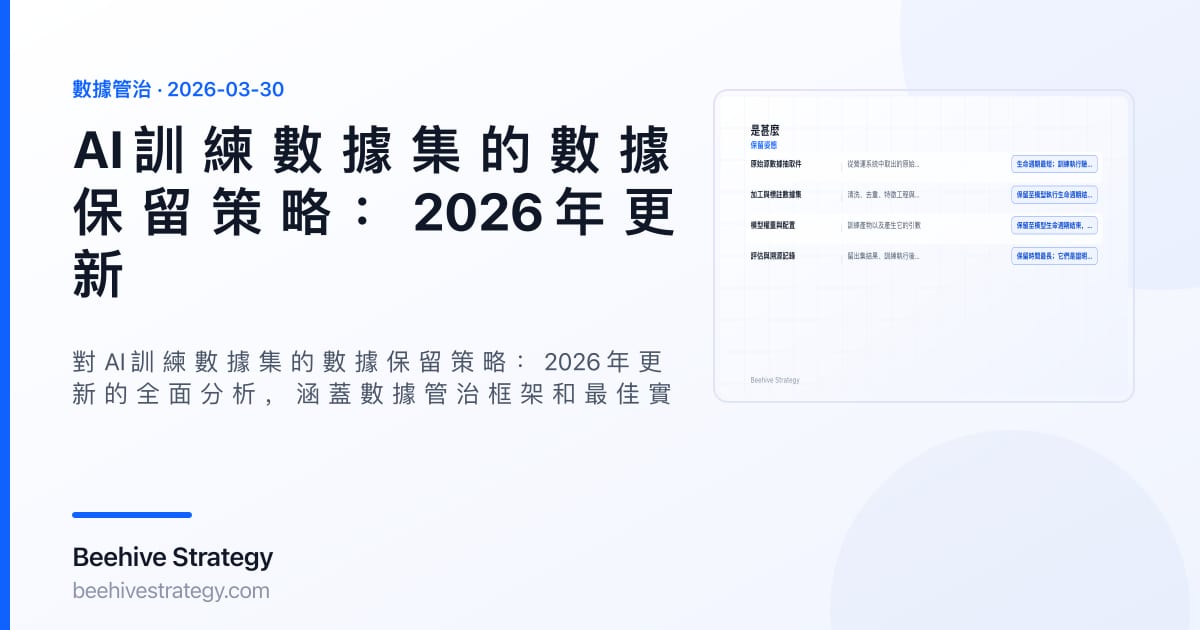 數據管治 · 2026-03-30
AI訓練數據集的數據
保留策略：2026年更
新
對AI訓練數據集的數據保留策略：2026年更
新的全面分析，涵蓋數據管治框架和最佳實
Beehive Strategy
beehivestrategy.com
是甚麼
保留姿態
原始源數據抽取件 從營運系統中取出的原始... 生命週期最短；訓練執行驗...
加工與標註數據集 清洗、去重、特徵工程與... 保留至模型執行生命週期結...
模型權重與配置 訓練產物以及產生它的引數 保留至模型生命週期結束，...
評估與溯源記錄 留出集結果、訓練執行後... 保留時間最長；它們是證明...
Beehive Strategy